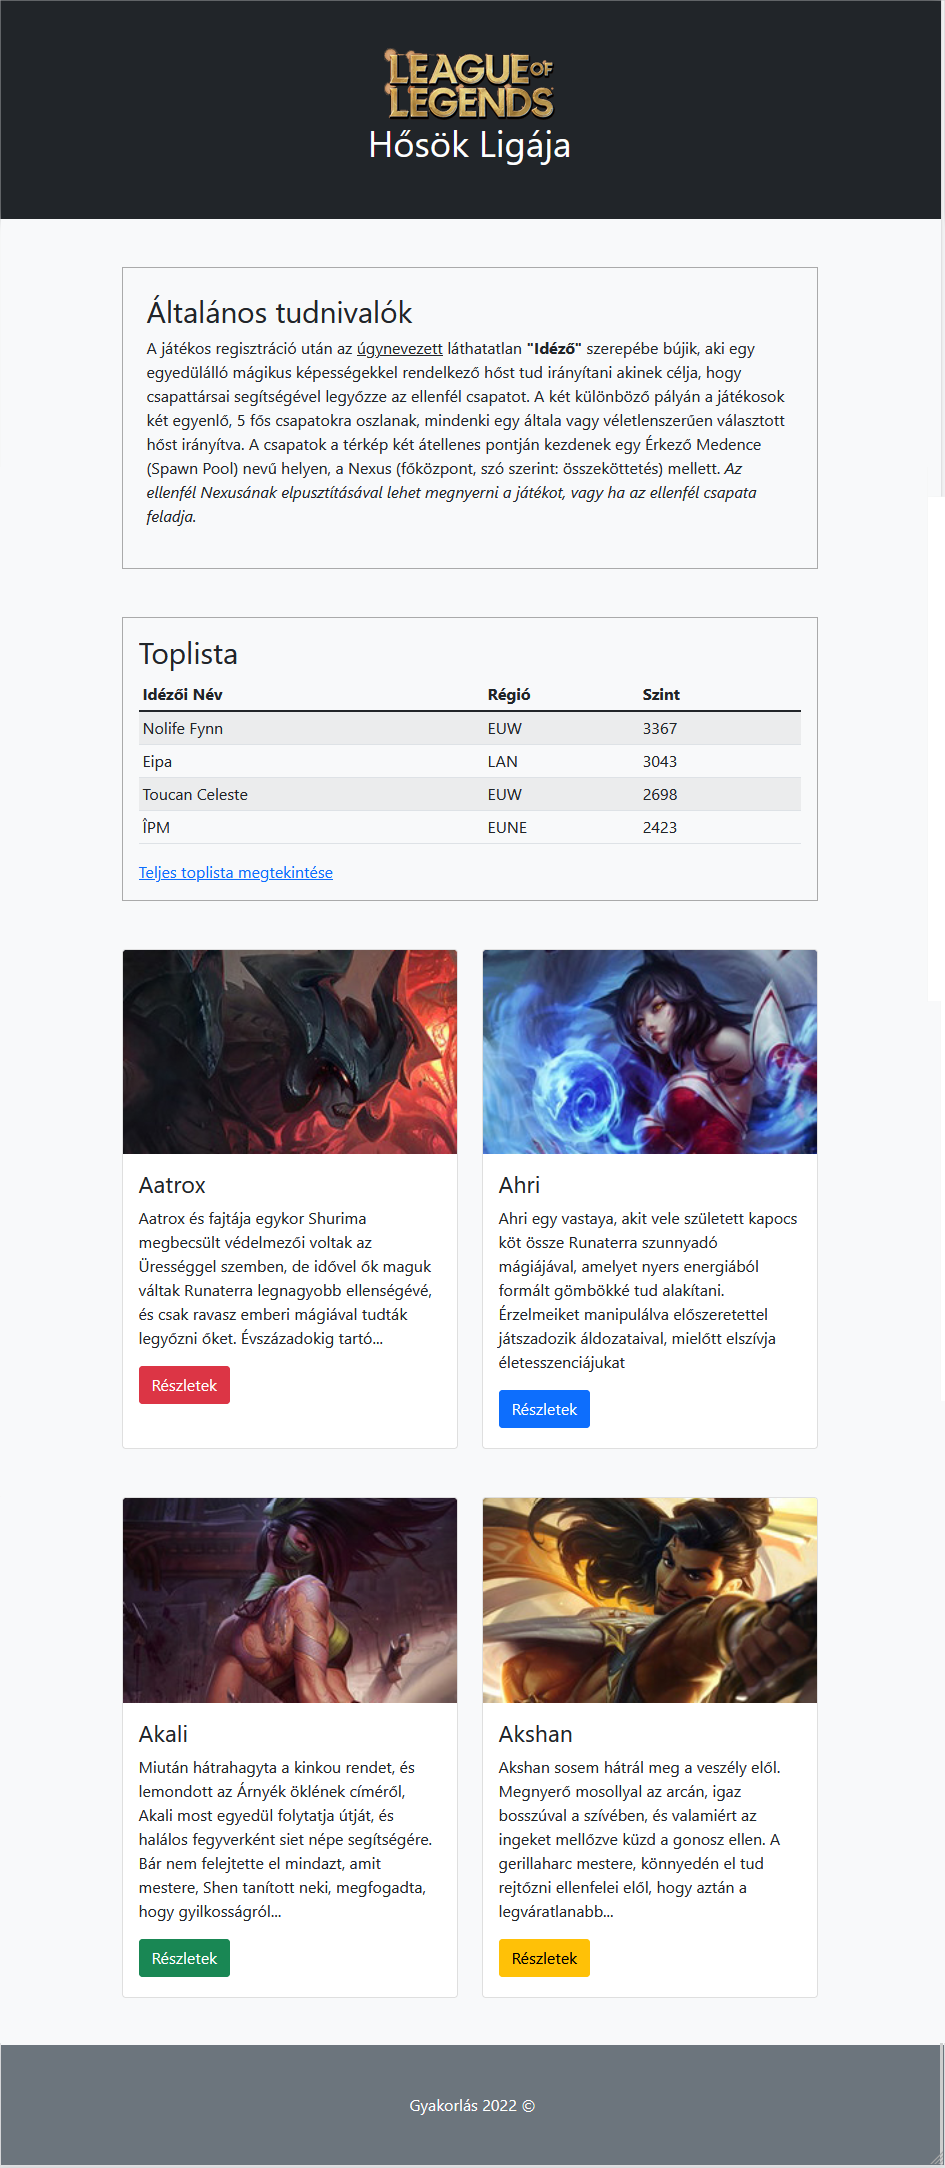 LEAGUE OF
LEGENDS
Hősök Ligája
Általános tudnivalók
A játékos regisztráció után az úgynevezett láthatatlan "Idéző" szerepébe bújik, aki egy
egyedülálló mágikus képességekkel rendelkező hőst tud irányítani akinek célja, hogy
csapattársai segítségével legyőzze az ellenfél csapatot. A két különböző pályán a játékosok
két egyenlő, 5 fős csapatokra oszlanak, mindenki egy általa vagy véletlenszerűen választott
hőst irányítva. A csapatok a térkép két átellenes pontján kezdenek egy Érkező Medence
(Spawn Pool) nevű helyen, a Nexus (főközpont, szó szerint: összeköttetés) mellett. Az
ellenfél Nexusának elpusztításával lehet megnyerni a játékot, vagy ha az ellenfél csapata
feladja.
Toplista
Idézői Név Régió Szint
Nolife Fynn EUW 3367
Eipa LAN 3043
Toucan Celeste EUW 2698
ÎPM EUNE 2423
Teljes toplista megtekintése
Aatrox
Aatrox és fajtája egykor Shurima
megbecsült védelmezői voltak az
Ürességgel szemben, de idővel ők maguk
váltak Runaterra legnagyobb ellenségévé,
és csak ravasz emberi mágiával tudták
legyőzni őket. Évszázadokig tartó...
Részletek
Ahri
Ahri egy vastaya, akit vele született kapocs
köt össze Runaterra szunnyadó
mágiájával, amelyet nyers energiából
formált gömbökké tud alakítani.
Érzelmeiket manipulálva előszeretettel
játszadozik áldozataival, mielőtt elszívja
életesszenciájukat
Részletek
Akali
Miután hátrahagyta a kinkou rendet, és
lemondott az Árnyék öklének címéről,
Akali most egyedül folytatja útját, és
halálos fegyverként siet népe segítségére.
Bár nem felejtette el mindazt, amit
mestere, Shen tanított neki, megfogadta,
hogy gyilkosságról...
Részletek
Akshan
Akshan sosem hátrál meg a veszély elől.
Megnyerő mosollyal az arcán, igaz
bosszúval a szívében, és valamiért az
ingeket mellőzve küzd a gonosz ellen. A
gerillaharc mestere, könnyedén el tud
rejtőzni ellenfelei elől, hogy aztán a
legváratlanabb...
Részletek
Gyakorlás 2022 ©